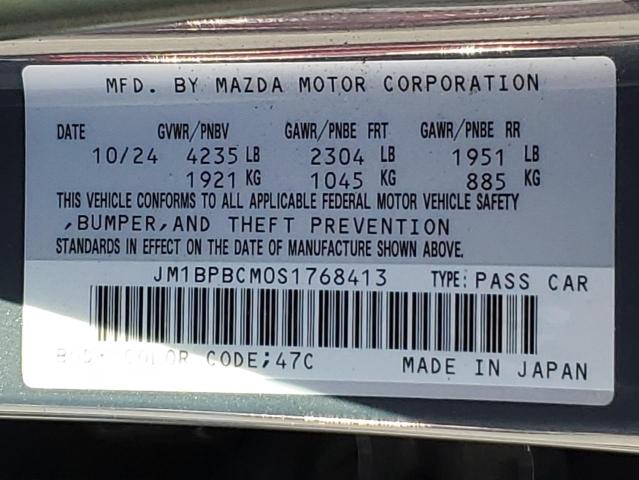 MFD. BY MAZDA MOTOR CORPORATION
DATE GVWR/PNBV GAWR/PNBE FRT GAWR/PNBE RR
10/24 4235 LB 2304 LB 1951 LB
1921 KG 1045 KG 885 KG
THIS VEHICLE CONFORMS TO ALL APPLICABLE FEDERAL MOTOR VEHICLE SAFETY
,BUMPER,AND THEFT PREVENTION
STANDARDS IN EFFECT ON THE DATE OF MANUFACTURE SHOWN ABOVE.
JM1BPBCM0S1768413 TYPE: PASS CAR
BODY COLOR CODE;47C MADE IN JAPAN